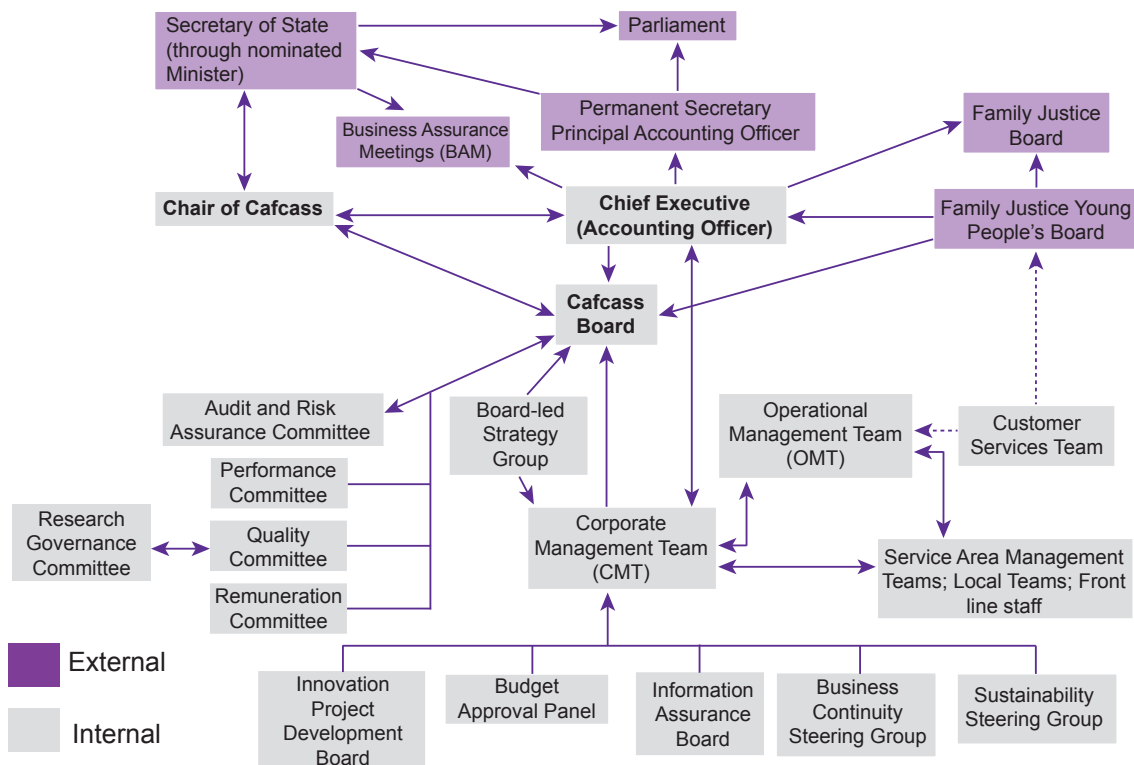 Secretary of State
(through nominated
Minister)
Parliament
Permanent Secretary
Principal Accounting Officer
Business Assurance
Meetings (BAM)
Family Justice
Board
Chair of Cafcass
Chief Executive
(Accounting Officer)
Family Justice Young
People's Board
Cafcass
Board
Audit and Risk
Assurance Committee
Board-led
Strategy
Group
Operational
Management Team
(OMT)
Customer
Services Team
Performance
Committee
Research
Governance
Committee
Quality
Committee
Corporate
Management Team
(CMT)
Service Area Management
Teams; Local Teams; Front
line staff
Remuneration
Committee
External
Internal
Innovation
Project
Development
Board
Budget
Approval Panel
Information
Assurance
Board
Business
Continuity
Steering Group
Sustainability
Steering Group